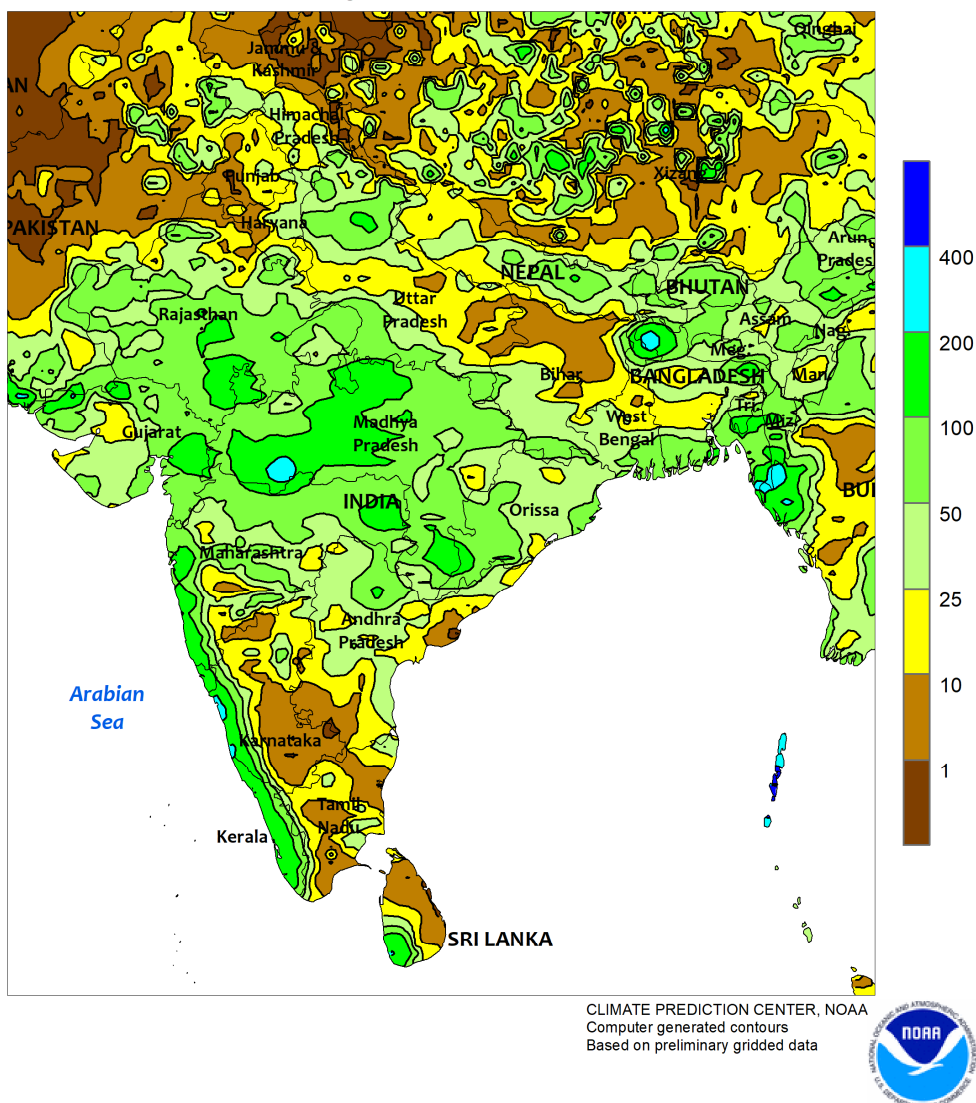 Qinghai
Jammu &
Kashmir
AN
Himachal
Pradesh
Punjab
Xizang
Haryana
PAKISTAN
Arun.
Prades
NEPAL
BHUTAN
Uttar
Pradesh
Rajasthan
Assam
Nag.
Meg.
Bihar
BANGLADESH
Man.
Tri.
Miz.
West
Bengal
Gujarat
Madhya
Pradesh
INDIA
Orissa
BUR
Maharashtra
Andhra
Pradesh
Arabian
Sea
Karnataka
Tamil
Nadu
Kerala
SRI LANKA
400
200
100
50
25
10
1
CLIMATE PREDICTION CENTER, NOAA
Computer generated contours
Based on preliminary gridded data
NOAA